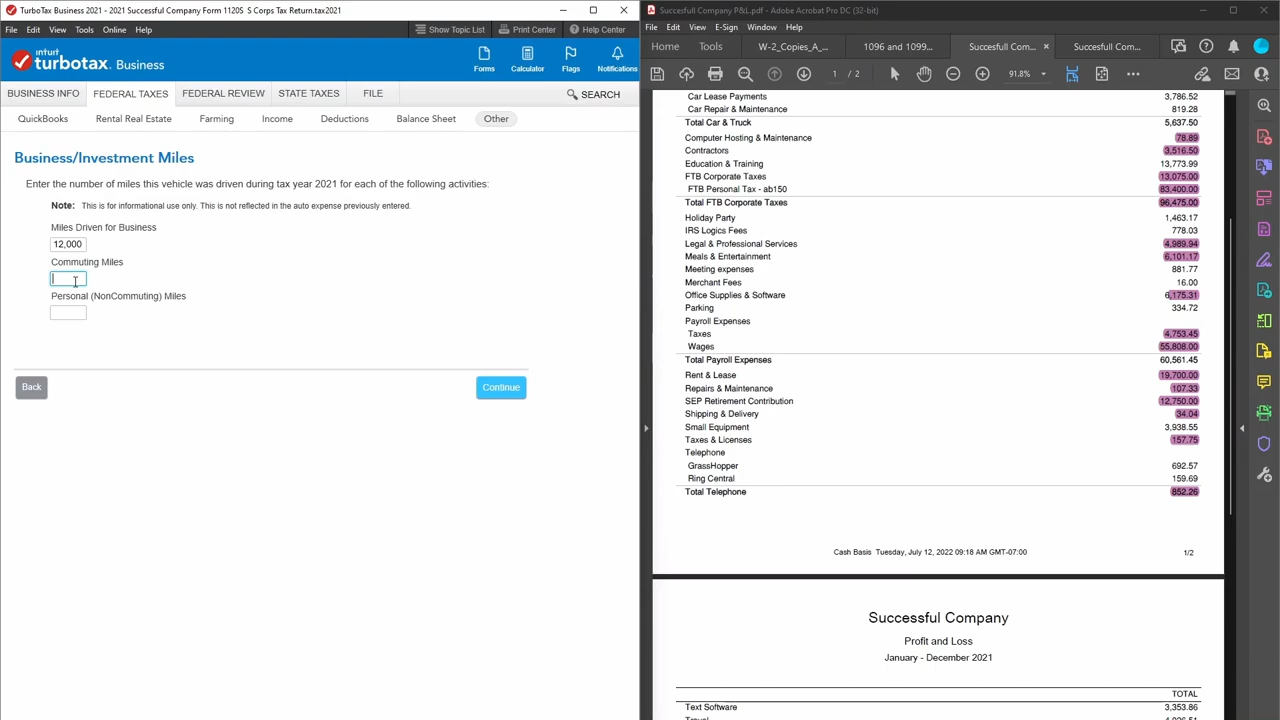 TurboTax Business 2021 - 2021 Successful Company Form 1120S S Corps Tax Return.tax2021
File Edit View Tools Online Help
Show Topic List Print Center Help Center
intuit turbotax. Business
Forms Calculator Flags Notifications
BUSINESS INFO FEDERAL TAXES FEDERAL REVIEW STATE TAXES FILE SEARCH
QuickBooks Rental Real Estate Farming Income Deductions Balance Sheet Other
Business/Investment Miles
Enter the number of miles this vehicle was driven during tax year 2021 for each of the following activities:
Note: This is for informational use only. This is not reflected in the auto expense previously entered.
Miles Driven for Business
12,000
Commuting Miles
Personal (NonCommuting) Miles
Back Continue
Succesfull Company P&L.pdf - Adobe Acrobat Pro DC (32-bit)
File Edit View E-Sign Window Help
Home Tools W-2_Copies_A_... 1096 and 1099... Succesfull Com... × Succesfull Com...
1 / 2 91.8%
Car Lease Payments 3,786.52
Car Repair & Maintenance 819.28
Total Car & Truck 5,637.50
Computer Hosting & Maintenance 78.89
Contractors 3,516.50
Education & Training 13,773.99
FTB Corporate Taxes 13,075.00
FTB Personal Tax - ab150 83,400.00
Total FTB Corporate Taxes 96,475.00
Holiday Party 1,463.17
IRS Logics Fees 778.03
Legal & Professional Services 4,989.94
Meals & Entertainment 6,101.17
Meeting expenses 881.77
Merchant Fees 16.00
Office Supplies & Software 6,175.31
Parking 334.72
Payroll Expenses
Taxes 4,753.45
Wages 55,808.00
Total Payroll Expenses 60,561.45
Rent & Lease 19,700.00
Repairs & Maintenance 107.33
SEP Retirement Contribution 12,750.00
Shipping & Delivery 34.04
Small Equipment 3,938.55
Taxes & Licenses 157.75
Telephone
GrassHopper 692.57
Ring Central 159.69
Total Telephone 852.26
Cash Basis Tuesday, July 12, 2022 09:18 AM GMT-07:00 1/2
Successful Company
Profit and Loss
January - December 2021
TOTAL
Text Software 3,353.86